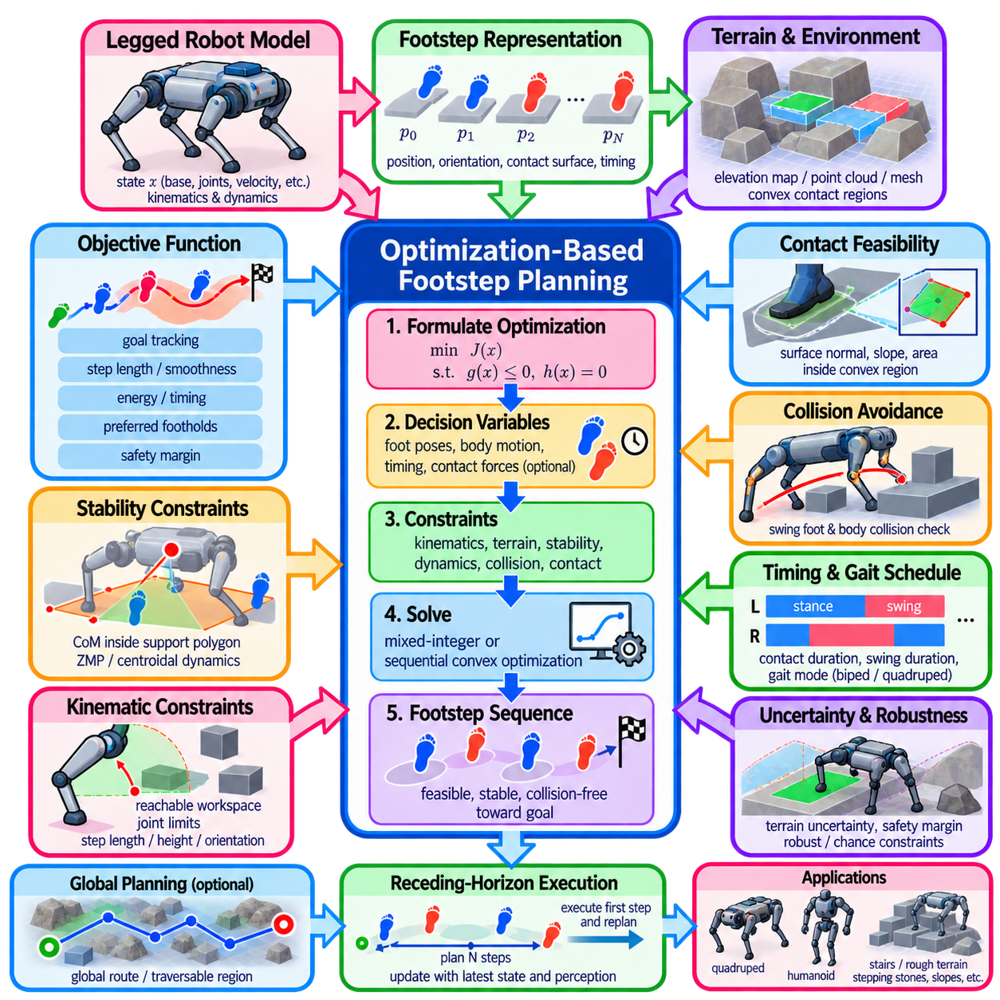 Legged Robot Model
state x (base, joints, velocity, etc.)
kinematics & dynamics
Footstep Representation
p0 p1 p2 ... pN
position, orientation, contact surface, timing
Terrain & Environment
elevation map / point cloud / mesh
convex contact regions
Objective Function
goal tracking
step length / smoothness
energy / timing
preferred footholds
safety margin
Stability Constraints
CoM inside support polygon
ZMP / centroidal dynamics
Kinematic Constraints
reachable workspace
joint limits
step length / height / orientation
Optimization-Based
Footstep Planning
1. Formulate Optimization
min J(x)
s.t. g(x) ≤ 0, h(x) = 0
2. Decision Variables
foot poses, body motion,
timing, contact forces (optional)
3. Constraints
kinematics, terrain, stability,
dynamics, collision, contact
4. Solve
mixed-integer or
sequential convex optimization
5. Footstep Sequence
feasible, stable, collision-free
toward goal
Contact Feasibility
surface normal, slope, area
inside convex region
Collision Avoidance
swing foot & body collision check
Timing & Gait Schedule
L stance swing
...
R
contact duration, swing duration,
gait mode (biped / quadruped)
Uncertainty & Robustness
terrain uncertainty, safety margin
robust / chance constraints
Global Planning (optional)
global route / traversable region
Receding-Horizon Execution
execute first step
and replan
plan N steps
update with latest state and perception
Applications
quadruped
humanoid
stairs / rough terrain
stepping stones, slopes, etc.